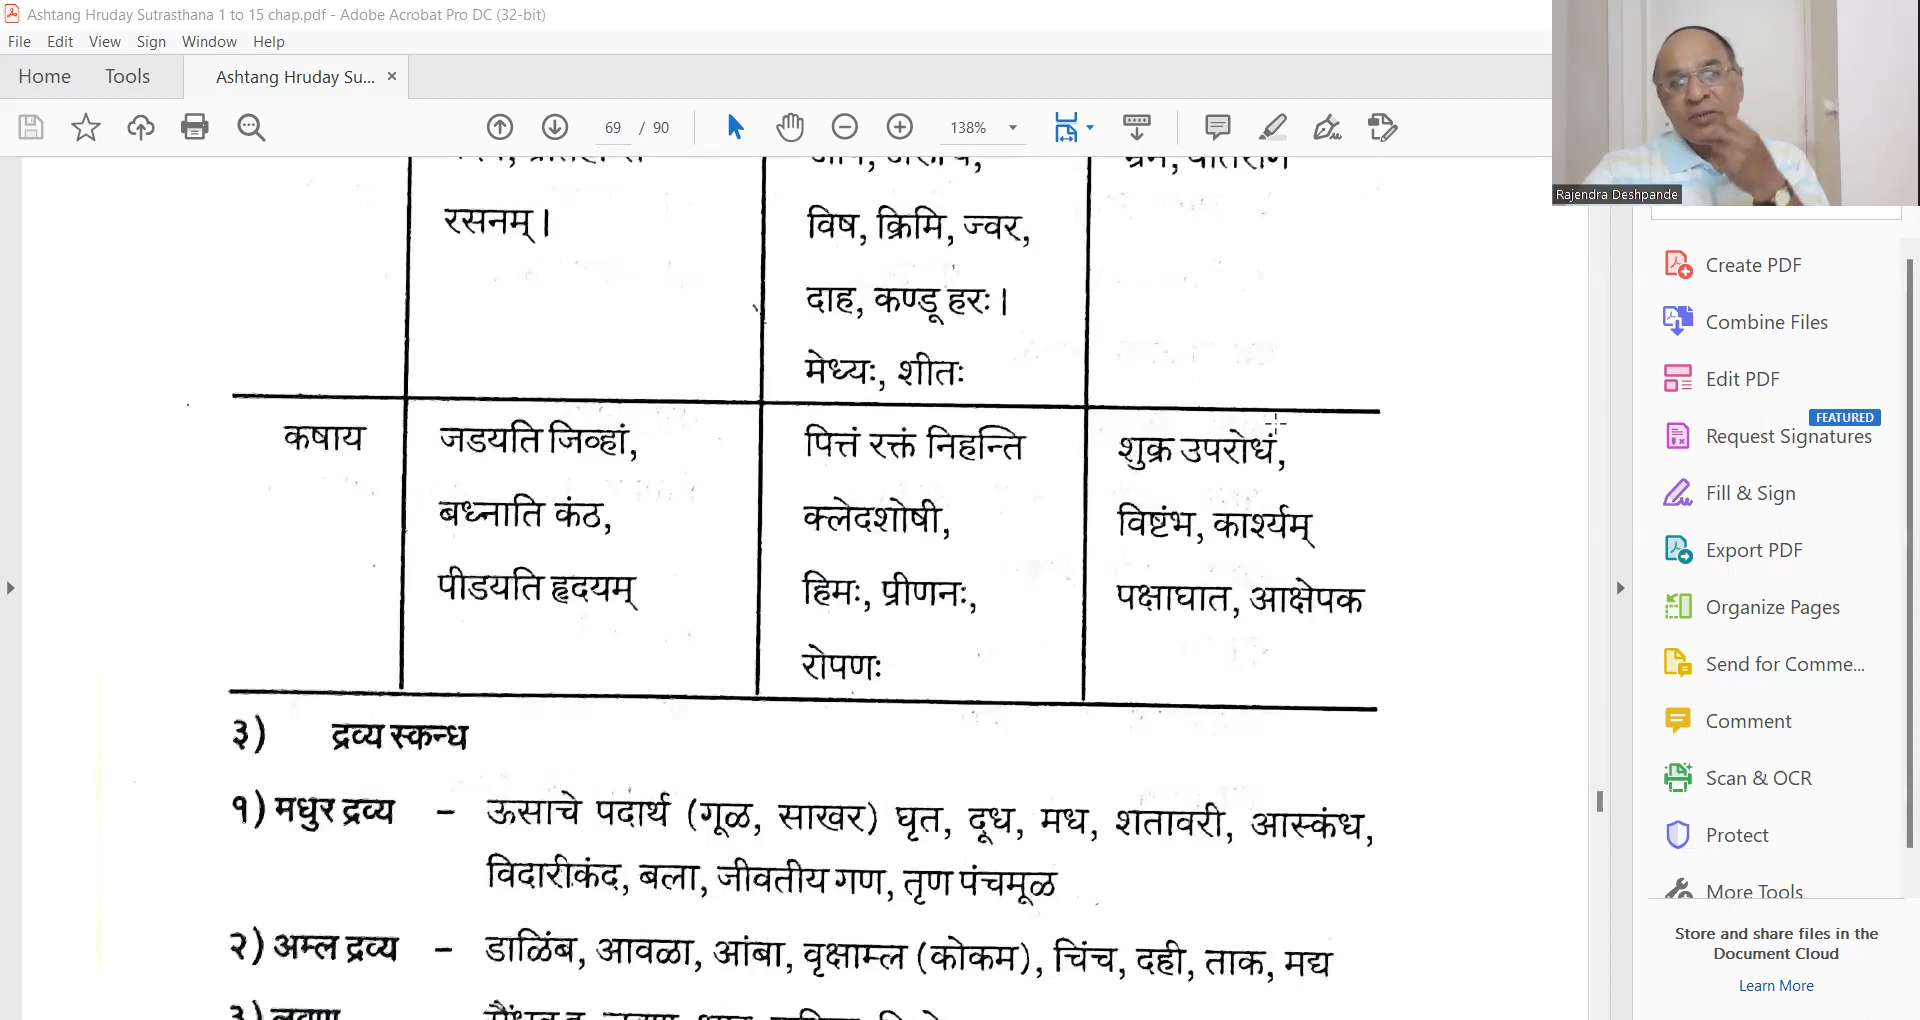 Ashtang Hruday Sutrasthana 1 to 15 chap.pdf - Adobe Acrobat Pro DC (32-bit)
File Edit View Sign Window Help
Home Tools Ashtang Hruday Su... ×
69 / 90 138%
Rajendra Deshpande
रसनम् ।
विष, क्रिमि, ज्वर,
दाह, कण्डू हरः ।
मेध्यः, शीतः
कषाय जडयति जिव्हां, पित्तं रक्तं निहन्ति शुक्र उपरोधं,
बध्नाति कंठ, क्लेदशोषी, विष्टंभ, कार्श्यम्
पीडयति हृदयम् हिमः, प्रीणनः, पक्षाघात, आक्षेपक
रोपणः
३) द्रव्य स्कन्ध
१) मधुर द्रव्य – ऊसाचे पदार्थ (गूळ, साखर) घृत, दूध, मध, शतावरी, आस्कंध,
विदारीकंद, बला, जीवतीय गण, तृण पंचमूळ
२) अम्ल द्रव्य – डाळिंब, आवळा, आंबा, वृक्षाम्ल (कोकम), चिंच, दही, ताक, मद्य
Create PDF
Combine Files
Edit PDF
FEATURED
Request Signatures
Fill & Sign
Export PDF
Organize Pages
Send for Comme...
Comment
Scan & OCR
Protect
More Tools
Store and share files in the
Document Cloud
Learn More